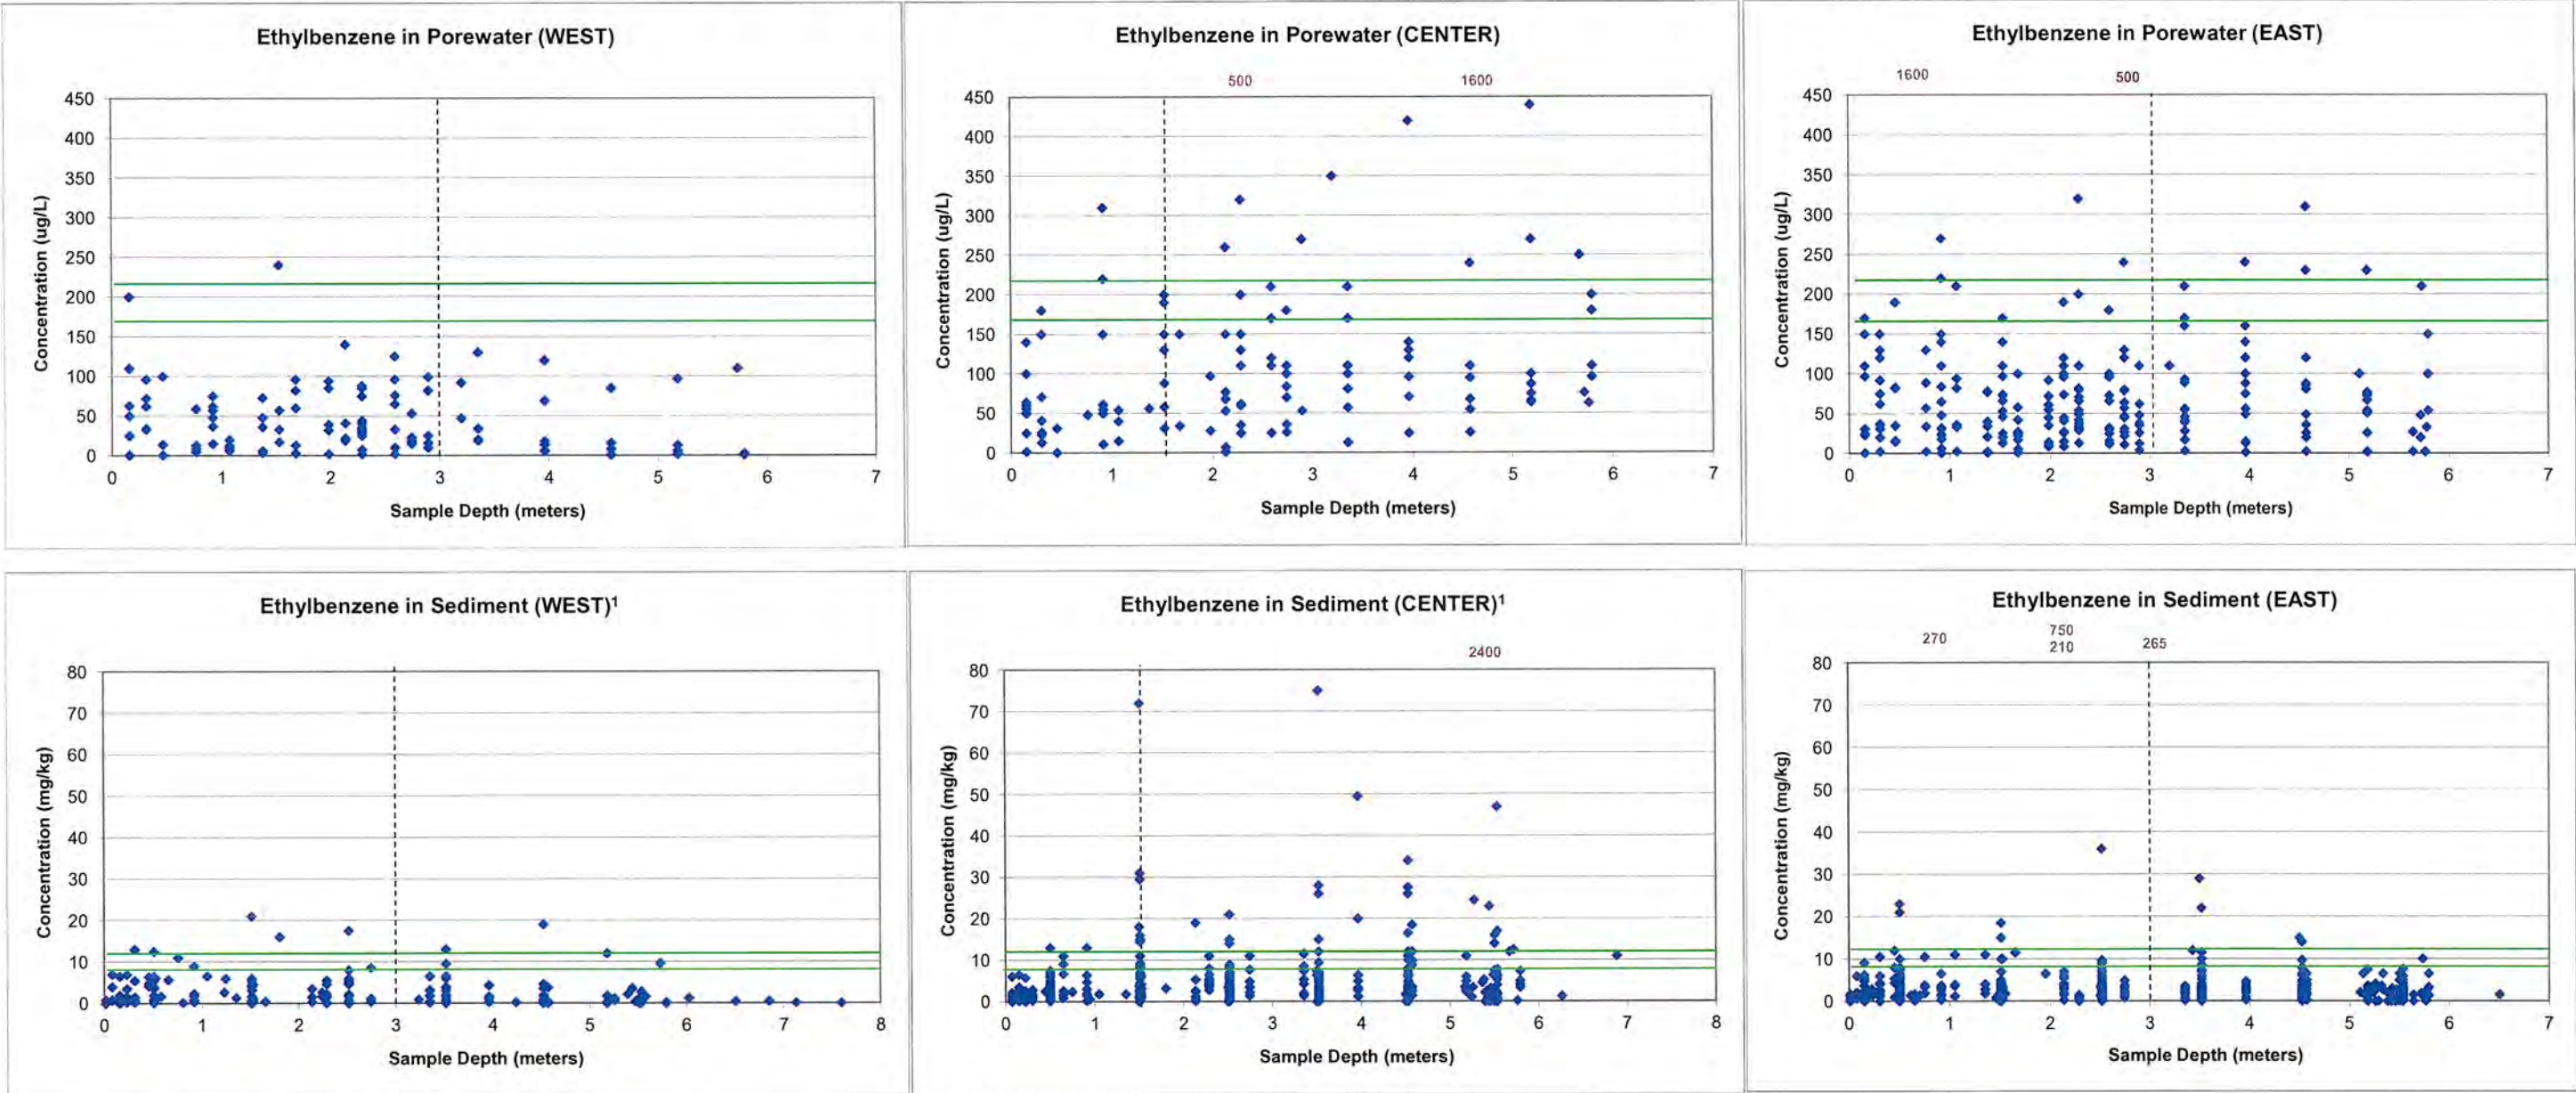 Ethylbenzene in Porewater (WEST)
450
400
350
300
250
200
150
100
50
0
Concentration (ug/L)
0 1 2 3 4 5 6 7
Sample Depth (meters)
Ethylbenzene in Porewater (CENTER)
500 1600
450
400
350
300
250
200
150
100
50
0
Concentration (ug/L)
0 1 2 3 4 5 6 7
Sample Depth (meters)
Ethylbenzene in Porewater (EAST)
1600 500
450
400
350
300
250
200
150
100
50
0
Concentration (ug/L)
0 1 2 3 4 5 6 7
Sample Depth (meters)
Ethylbenzene in Sediment (WEST)¹
80
70
60
50
40
30
20
10
0
Concentration (mg/kg)
0 1 2 3 4 5 6 7 8
Sample Depth (meters)
Ethylbenzene in Sediment (CENTER)¹
2400
80
70
60
50
40
30
20
10
0
Concentration (mg/kg)
0 1 2 3 4 5 6 7 8
Sample Depth (meters)
Ethylbenzene in Sediment (EAST)
750
270 210 265
80
70
60
50
40
30
20
10
0
Concentration (mg/kg)
0 1 2 3 4 5 6 7
Sample Depth (meters)